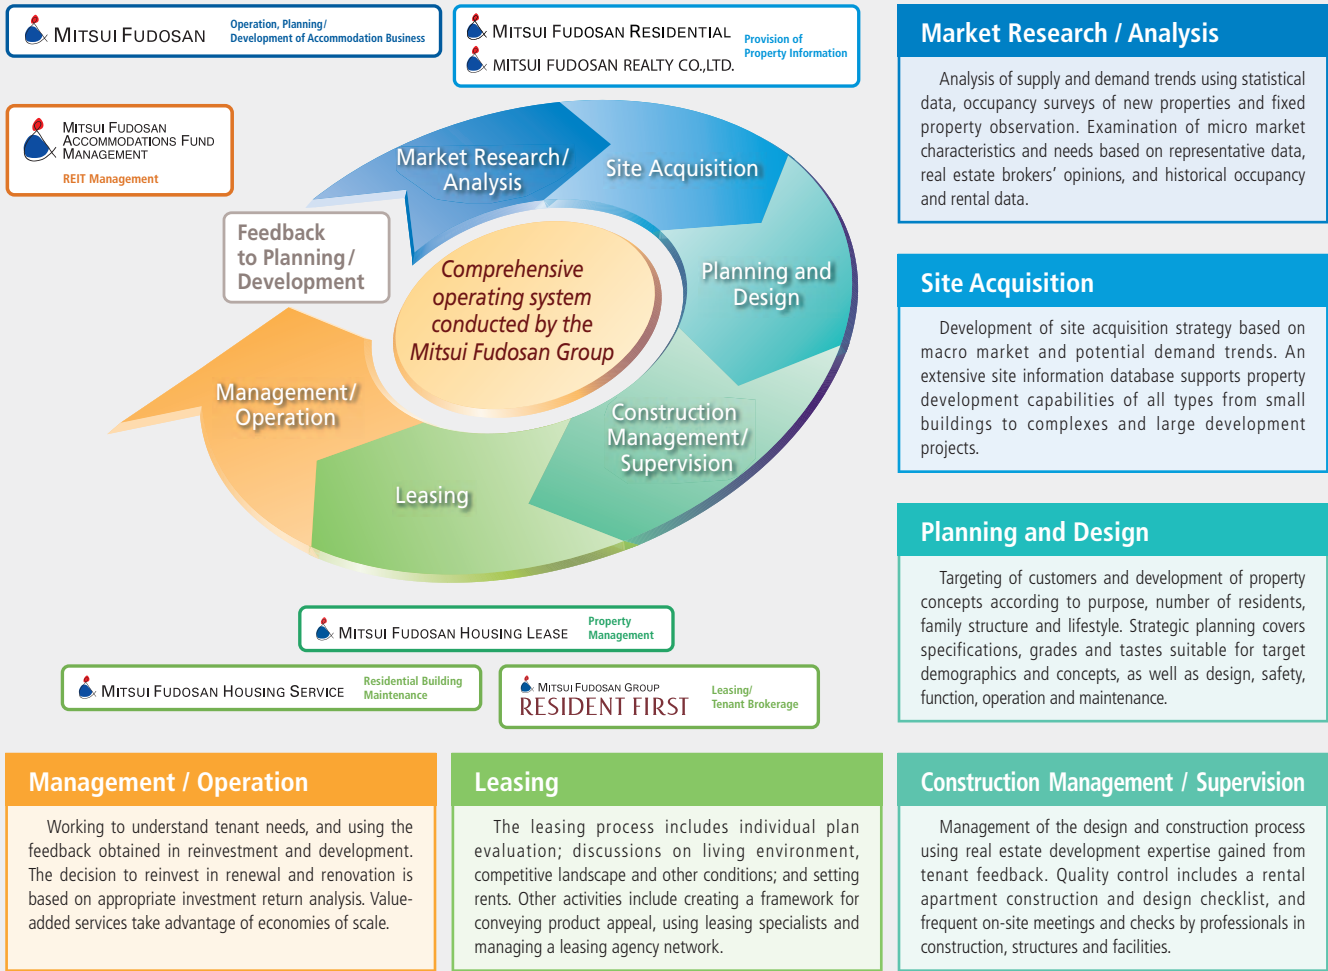 MITSUI FUDOSAN
Operation, Planning/
Development of Accommodation Business
MITSUI FUDOSAN RESIDENTIAL
MITSUI FUDOSAN REALTY CO.,LTD.
Provision of
Property Information
MITSUI FUDOSAN
ACCOMMODATIONS FUND
MANAGEMENT
REIT Management
Market Research/
Analysis
Site Acquisition
Planning and
Design
Construction
Management/
Supervision
Leasing
Management/
Operation
Feedback
to Planning/
Development
Comprehensive
operating system
conducted by the
Mitsui Fudosan Group
MITSUI FUDOSAN HOUSING LEASE
Property
Management
MITSUI FUDOSAN HOUSING SERVICE
Residential Building
Maintenance
MITSUI FUDOSAN GROUP
RESIDENT FIRST
Leasing/
Tenant Brokerage
Market Research / Analysis
Analysis of supply and demand trends using statistical
data, occupancy surveys of new properties and fixed
property observation. Examination of micro market
characteristics and needs based on representative data,
real estate brokers’ opinions, and historical occupancy
and rental data.
Site Acquisition
Development of site acquisition strategy based on
macro market and potential demand trends. An
extensive site information database supports property
development capabilities of all types from small
buildings to complexes and large development
projects.
Planning and Design
Targeting of customers and development of property
concepts according to purpose, number of residents,
family structure and lifestyle. Strategic planning covers
specifications, grades and tastes suitable for target
demographics and concepts, as well as design, safety,
function, operation and maintenance.
Management / Operation
Working to understand tenant needs, and using the
feedback obtained in reinvestment and development.
The decision to reinvest in renewal and renovation is
based on appropriate investment return analysis. Value-
added services take advantage of economies of scale.
Leasing
The leasing process includes individual plan
evaluation; discussions on living environment,
competitive landscape and other conditions; and setting
rents. Other activities include creating a framework for
conveying product appeal, using leasing specialists and
managing a leasing agency network.
Construction Management / Supervision
Management of the design and construction process
using real estate development expertise gained from
tenant feedback. Quality control includes a rental
apartment construction and design checklist, and
frequent on-site meetings and checks by professionals in
construction, structures and facilities.